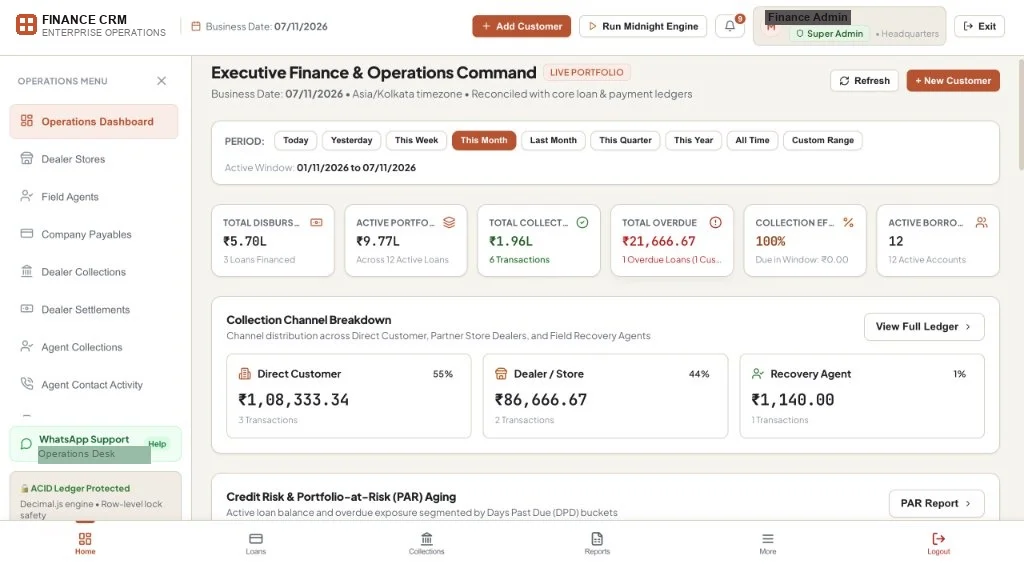 FINANCE CRM
ENTERPRISE OPERATIONS
Business Date: 07/11/2026
+ Add Customer
Run Midnight Engine
9
Finance Admin
M
Super Admin
• Headquarters
Exit
OPERATIONS MENU
Operations Dashboard
Dealer Stores
Field Agents
Company Payables
Dealer Collections
Dealer Settlements
Agent Collections
Agent Contact Activity
WhatsApp Support
Operations Desk
Help
ACID Ledger Protected
Decimal.js engine • Row-level lock
safety
Executive Finance & Operations Command
LIVE PORTFOLIO
Business Date: 07/11/2026 • Asia/Kolkata timezone • Reconciled with core loan & payment ledgers
Refresh
+ New Customer
PERIOD:
Today
Yesterday
This Week
This Month
Last Month
This Quarter
This Year
All Time
Custom Range
Active Window: 01/11/2026 to 07/11/2026
TOTAL DISBURS...
₹5.70L
3 Loans Financed
ACTIVE PORTFO...
₹9.77L
Across 12 Active Loans
TOTAL COLLECT...
₹1.96L
6 Transactions
TOTAL OVERDUE
₹21,666.67
1 Overdue Loans (1 Cus...
COLLECTION EF...
100%
Due in Window: ₹0.00
ACTIVE BORRO...
12
12 Active Accounts
Collection Channel Breakdown
Channel distribution across Direct Customer, Partner Store Dealers, and Field Recovery Agents
View Full Ledger
Direct Customer
55%
₹1,08,333.34
3 Transactions
Dealer / Store
44%
₹86,666.67
2 Transactions
Recovery Agent
1%
₹1,140.00
1 Transactions
Credit Risk & Portfolio-at-Risk (PAR) Aging
Active loan balance and overdue exposure segmented by Days Past Due (DPD) buckets
PAR Report
Home
Loans
Collections
Reports
More
Logout